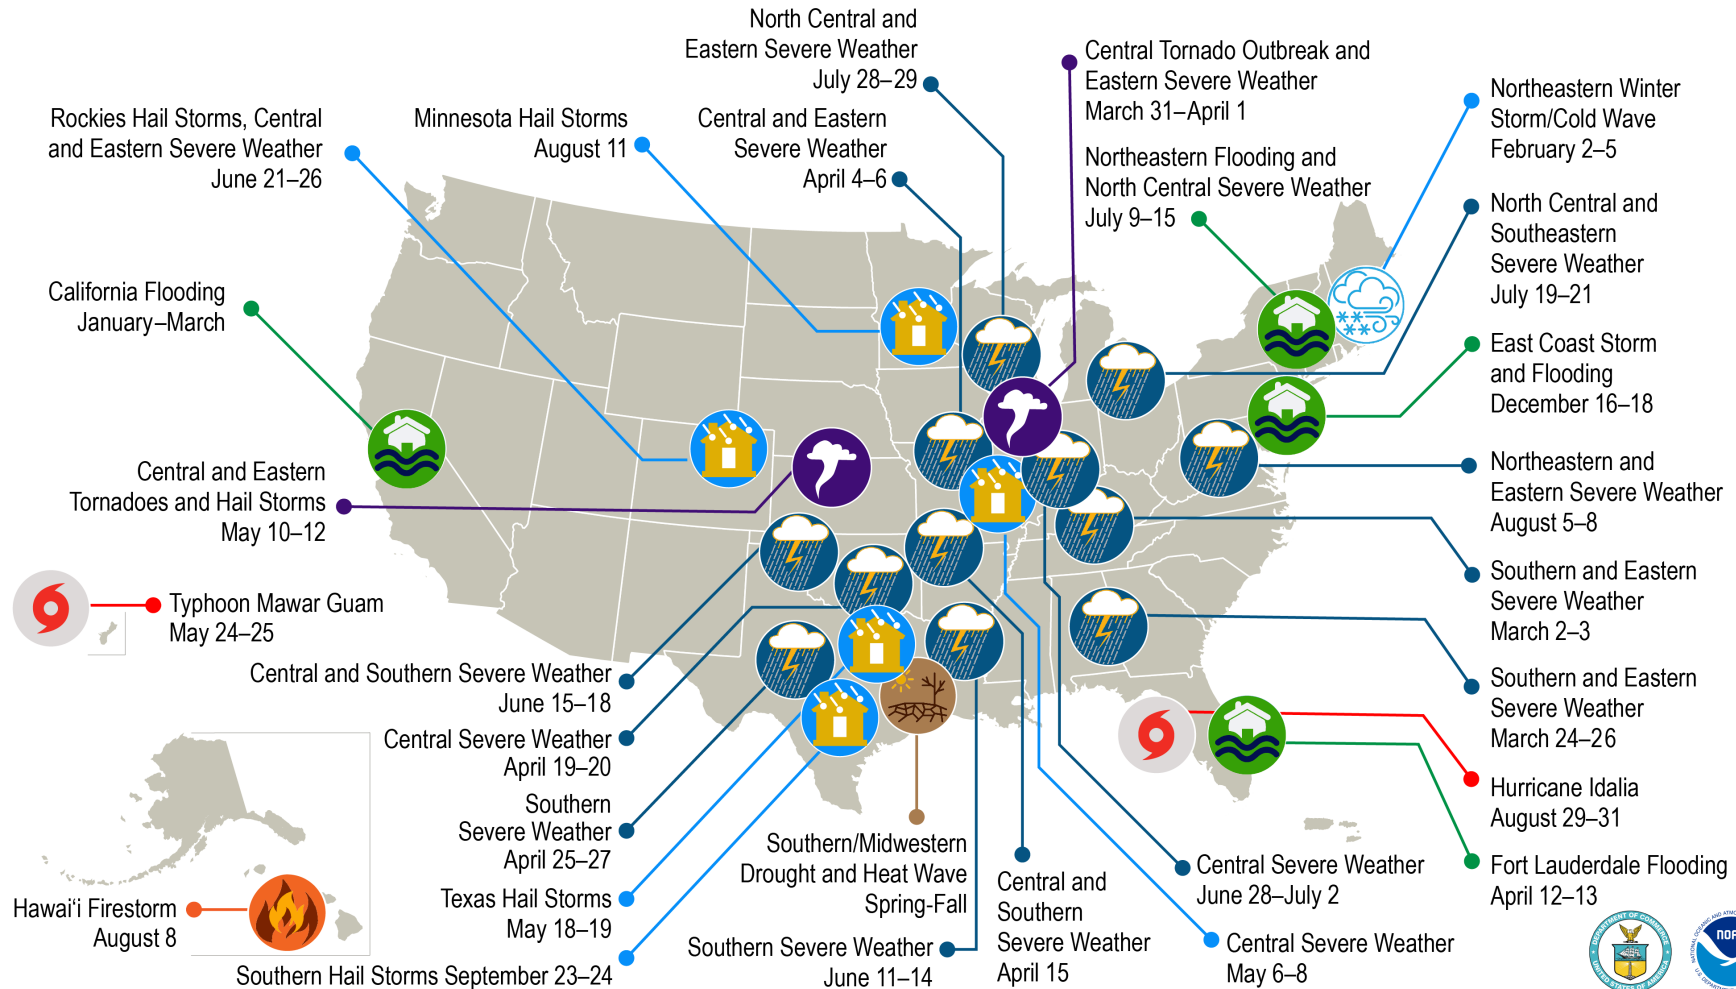 North Central and
Eastern Severe Weather
July 28–29
Central Tornado Outbreak and
Eastern Severe Weather
March 31–April 1
Northeastern Winter
Storm/Cold Wave
February 2–5
Rockies Hail Storms, Central
and Eastern Severe Weather
June 21–26
Minnesota Hail Storms
August 11
Central and Eastern
Severe Weather
April 4–6
Northeastern Flooding and
North Central Severe Weather
July 9–15
North Central and
Southeastern
Severe Weather
July 19–21
California Flooding
January–March
East Coast Storm
and Flooding
December 16–18
Central and Eastern
Tornadoes and Hail Storms
May 10–12
Northeastern and
Eastern Severe Weather
August 5–8
Typhoon Mawar Guam
May 24–25
Southern and Eastern
Severe Weather
March 2–3
Central and Southern Severe Weather
June 15–18
Southern and Eastern
Severe Weather
March 24–26
Central Severe Weather
April 19–20
Southern
Severe Weather
April 25–27
Hurricane Idalia
August 29–31
Southern/Midwestern
Drought and Heat Wave
Spring-Fall
Central and
Southern
Severe Weather
April 15
Central Severe Weather
June 28–July 2
Fort Lauderdale Flooding
April 12–13
Texas Hail Storms
May 18–19
Hawaiʻi Firestorm
August 8
Southern Severe Weather
June 11–14
Central Severe Weather
May 6–8
Southern Hail Storms September 23–24
DEPARTMENT OF COMMERCE
UNITED STATES OF AMERICA